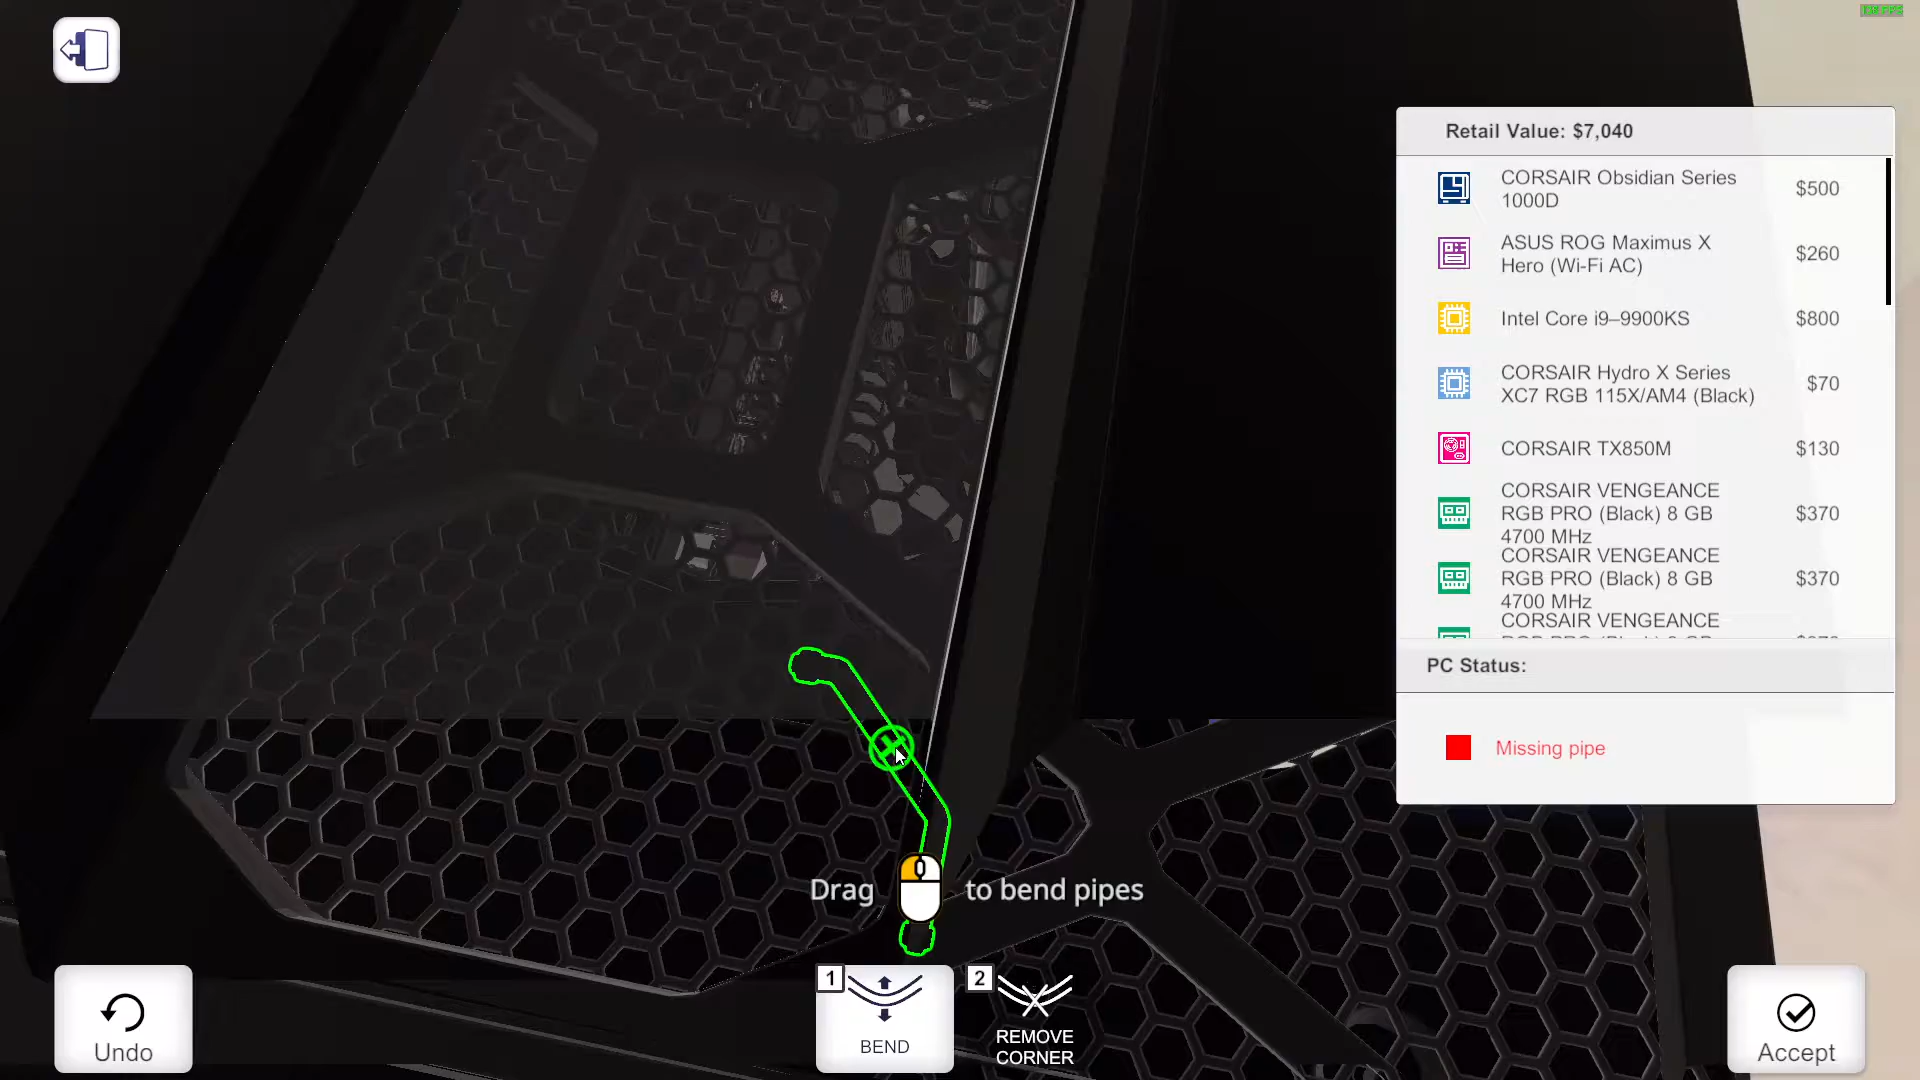 Retail Value: $7,040
CORSAIR Obsidian Series
1000D
$500
ASUS ROG Maximus X
Hero (Wi-Fi AC)
$260
Intel Core i9–9900KS
$800
CORSAIR Hydro X Series
XC7 RGB 115X/AM4 (Black)
$70
CORSAIR TX850M
$130
CORSAIR VENGEANCE
RGB PRO (Black) 8 GB
4700 MHz
$370
CORSAIR VENGEANCE
RGB PRO (Black) 8 GB
4700 MHz
$370
CORSAIR VENGEANCE
PC Status:
Missing pipe
Drag to bend pipes
Undo
1
BEND
2
REMOVE
CORNER
Accept